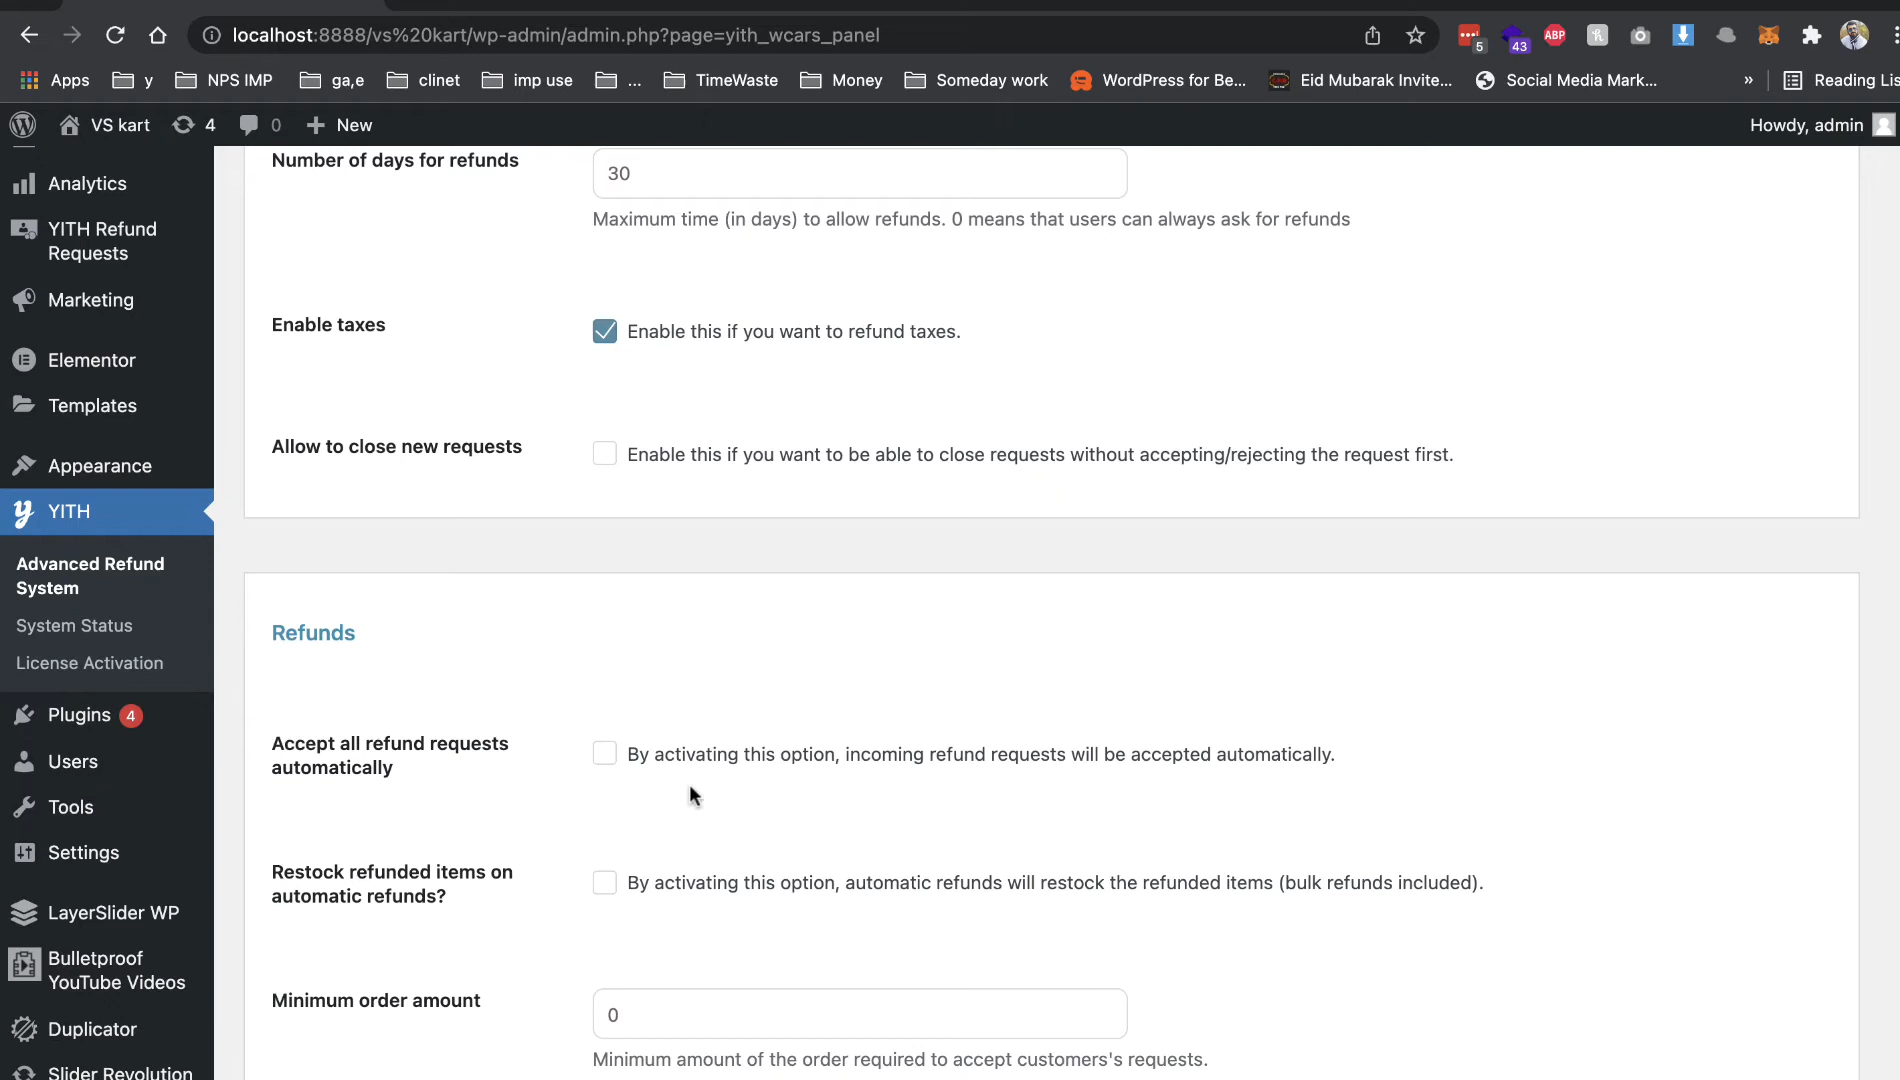 localhost:8888/vs%20kart/wp-admin/admin.php?page=yith_wcars_panel
5
43
ABP
Apps
y
NPS IMP
ga,e
clinet
imp use
...
TimeWaste
Money
Someday work
WordPress for Be...
Eid Mubarak Invite...
Social Media Mark...
»
Reading Lis
VS kart
4
0
New
Howdy, admin
Analytics
YITH Refund
Requests
Marketing
Elementor
Templates
Appearance
YITH
Advanced Refund
System
System Status
License Activation
Plugins 4
Users
Tools
Settings
LayerSlider WP
Bulletproof
YouTube Videos
Duplicator
Slider Revolution
Number of days for refunds
30
Maximum time (in days) to allow refunds. 0 means that users can always ask for refunds
Enable taxes
Enable this if you want to refund taxes.
Allow to close new requests
Enable this if you want to be able to close requests without accepting/rejecting the request first.
Refunds
Accept all refund requests
automatically
By activating this option, incoming refund requests will be accepted automatically.
Restock refunded items on
automatic refunds?
By activating this option, automatic refunds will restock the refunded items (bulk refunds included).
Minimum order amount
0
Minimum amount of the order required to accept customers's requests.